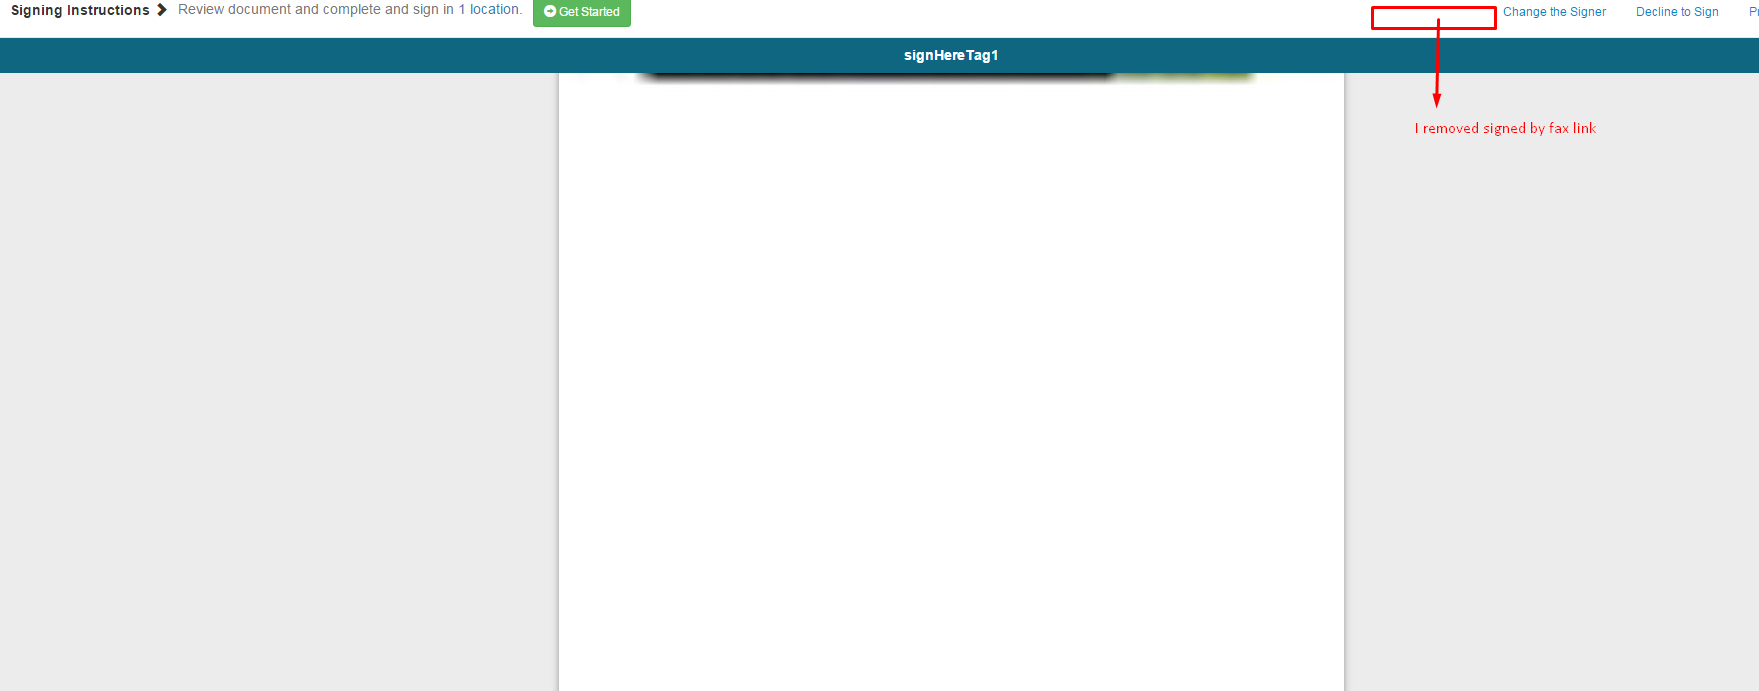 Signing Instructions Review document and complete and sign in 1 location. Get Started Change the Signer Decline to Sign
signHereTag1
I removed signed by fax link